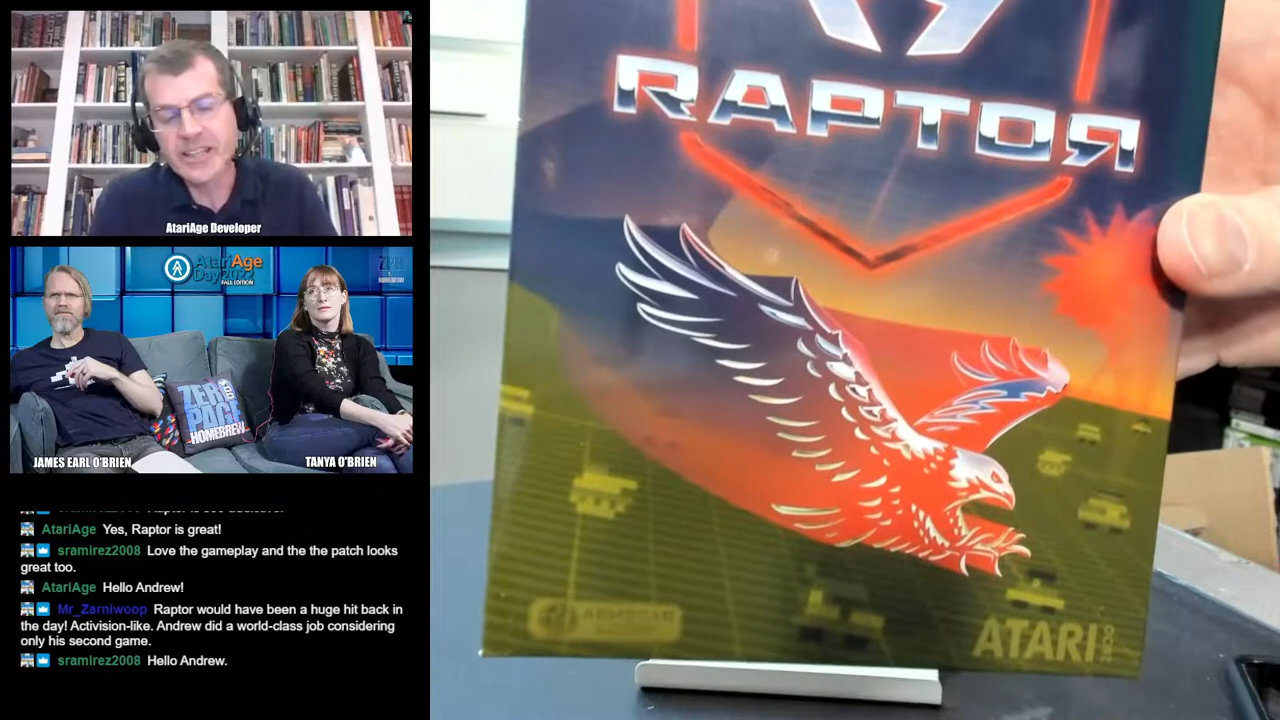 AtariAge Developer
AtariAge
Day 2022
FALL EDITION
ZERO
PAGE
HOMEBREW
JAMES EARL O'BRIEN
TANYA O'BRIEN
AtariAge Yes, Raptor is great!
sramirez2008 Love the gameplay and the the patch looks
great too.
AtariAge Hello Andrew!
Mr_Zarniwoop Raptor would have been a huge hit back in
the day! Activision-like. Andrew did a world-class job considering
only his second game.
sramirez2008 Hello Andrew.
RAPTOR
ATARI
2600